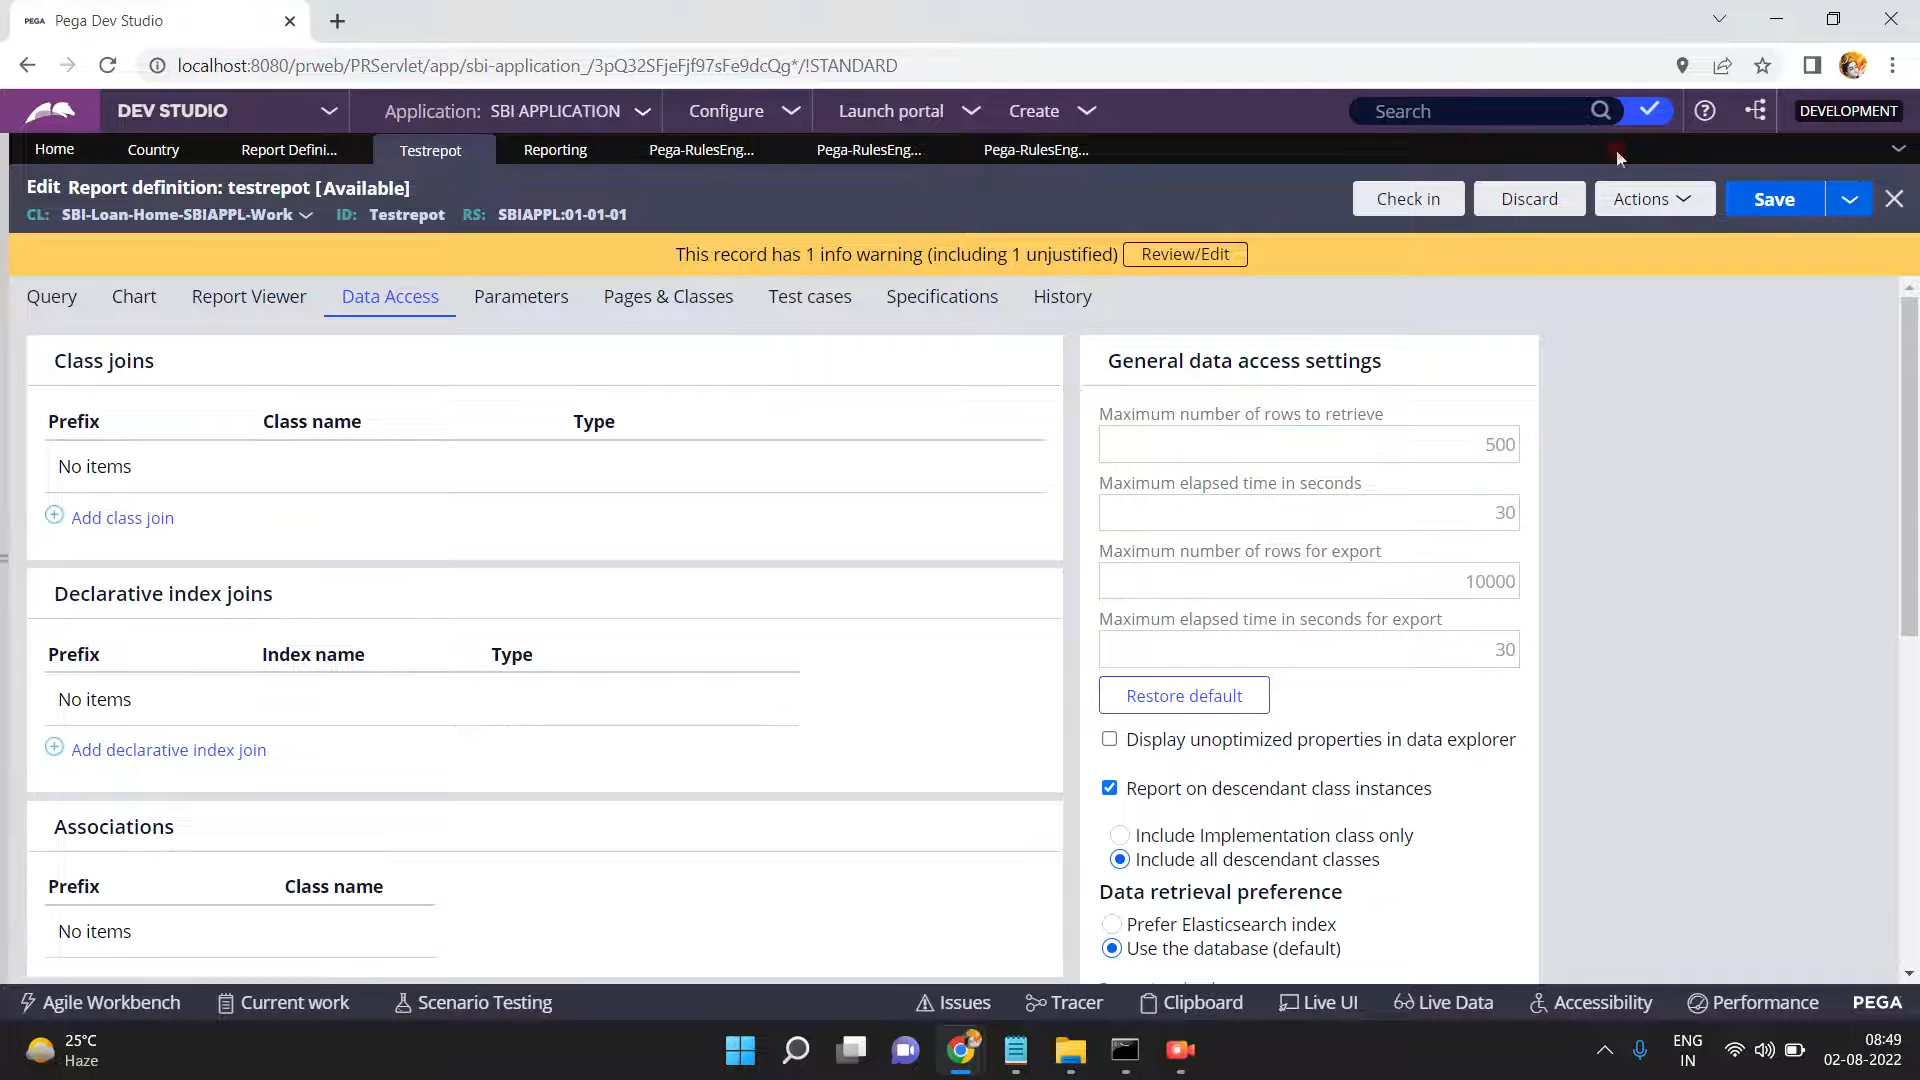 PEGA Pega Dev Studio
localhost:8080/prweb/PRServlet/app/sbi-application_/3pQ32SFjeFjf97sFe9dcQg*/!STANDARD
DEV STUDIO Application: SBI APPLICATION Configure Launch portal Create Search DEVELOPMENT
Home Country Report Defini... Testrepot Reporting Pega-RulesEng... Pega-RulesEng... Pega-RulesEng...
Edit Report definition: testrepot [Available]
CL: SBI-Loan-Home-SBIAPPL-Work ID: Testrepot RS: SBIAPPL:01-01-01
Check in Discard Actions Save
This record has 1 info warning (including 1 unjustified) Review/Edit
Query Chart Report Viewer Data Access Parameters Pages & Classes Test cases Specifications History
Class joins
Prefix Class name Type
No items
Add class join
Declarative index joins
Prefix Index name Type
No items
Add declarative index join
Associations
Prefix Class name
No items
General data access settings
Maximum number of rows to retrieve
500
Maximum elapsed time in seconds
30
Maximum number of rows for export
10000
Maximum elapsed time in seconds for export
30
Restore default
Display unoptimized properties in data explorer
Report on descendant class instances
Include Implementation class only
Include all descendant classes
Data retrieval preference
Prefer Elasticsearch index
Use the database (default)
Agile Workbench Current work Scenario Testing Issues Tracer Clipboard Live UI Live Data Accessibility Performance PEGA
25°C
Haze
ENG
IN
08:49
02-08-2022